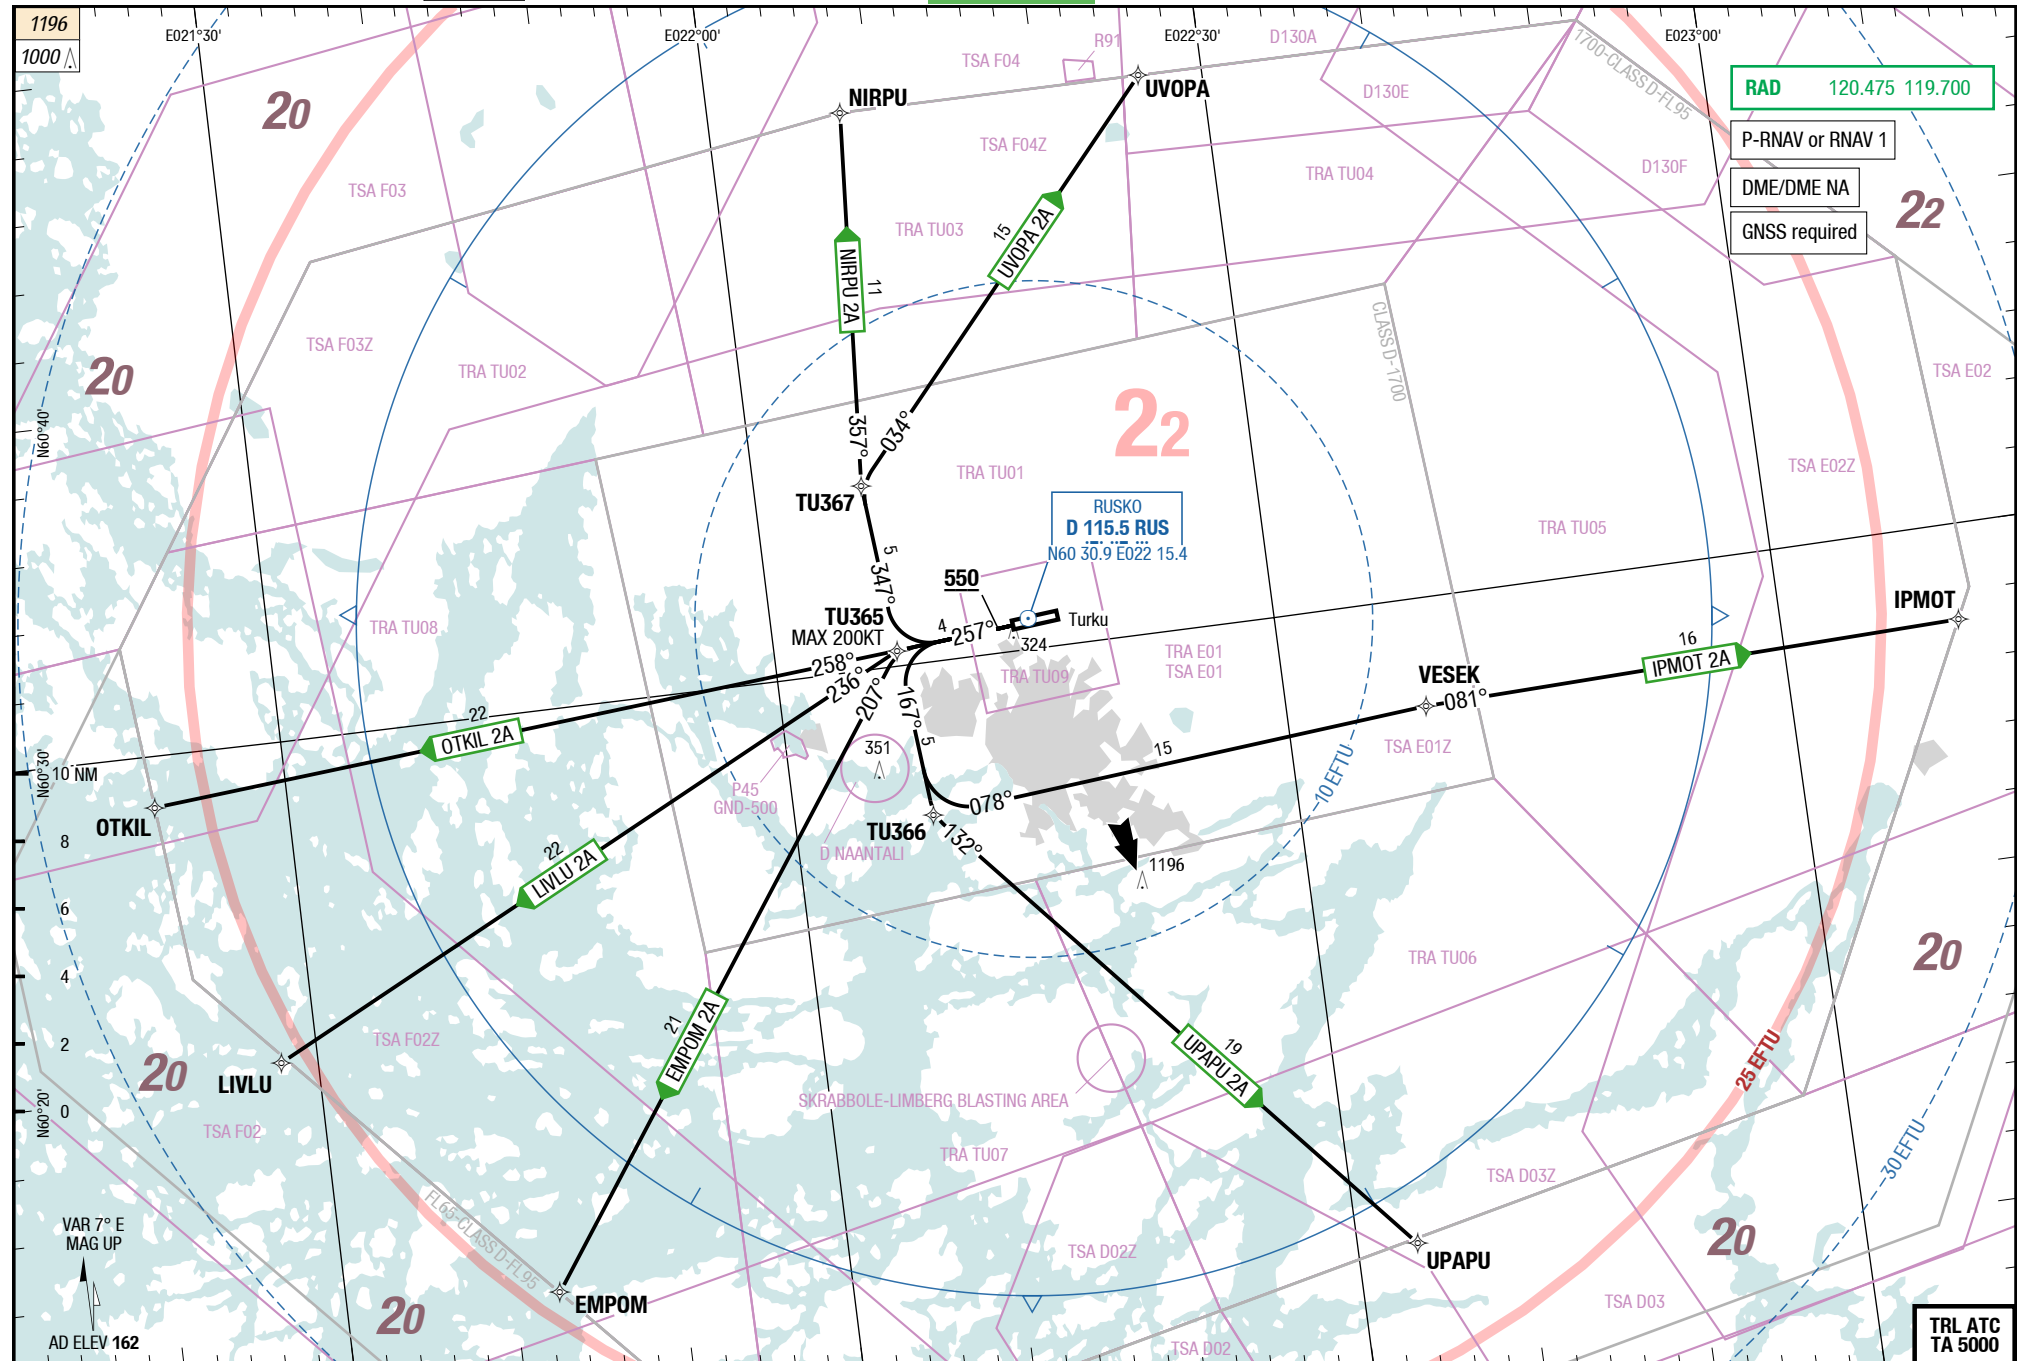 1196
1000
E021°30'
E022°00'
E022°30'
E023°00'
R91
TSA F04
D130A
1700-CLASS D-FL95
RAD 120.475 119.700
P-RNAV or RNAV 1
DME/DME NA
GNSS required
20
NIRPU
UVOPA
D130E
TSA F04Z
TSA F03
TRA TU04
D130F
22
TRA TU03
15
UVOPA 2A
NIRPU 2A
11
TSA F03Z
TRA TU02
20
CLASS D-1700
TSA E02
N60°40'
357°
034°
22
TRA TU01
TSA E02Z
TU367
RUSKO
D 115.5 RUS
N60 30.9 E022 15.4
TRA TU05
5
347°
550
TU365
MAX 200KT
4
257°
Turku
324
IPMOT
TRA TU08
TRA E01
TSA E01
TRA TU09
16
IPMOT 2A
258°
236°
207°
167°
5
VESEK
081°
22
OTKIL 2A
351
15
TSA E01Z
N60°30'
10 NM
10 EFTU
P45
GND-500
078°
OTKIL
TU366
132°
D NAANTALI
8
22
LIVLU 2A
1196
6
4
TRA TU06
20
21
EMPOM 2A
2
TSA F02Z
19
UPAPU 2A
25 EFTU
20
LIVLU
SKRABBOLE-LIMBERG BLASTING AREA
N60°20'
0
TSA F02
30 EFTU
TRA TU07
TSA D03Z
FL65-CLASS D-FL95
VAR 7° E
MAG UP
TSA D02Z
20
UPAPU
EMPOM
20
TSA D03
AD ELEV 162
TSA D02
TRL ATC
TA 5000